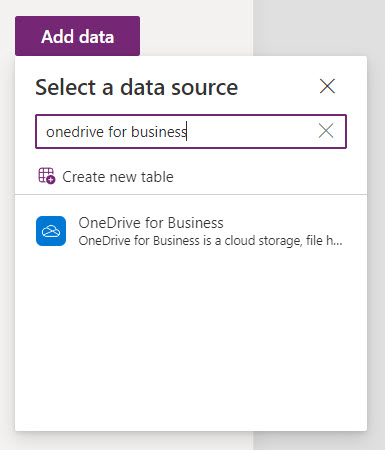 Add data
Select a data source
onedrive for business
Create new table
OneDrive for Business
OneDrive for Business is a cloud storage, file h...